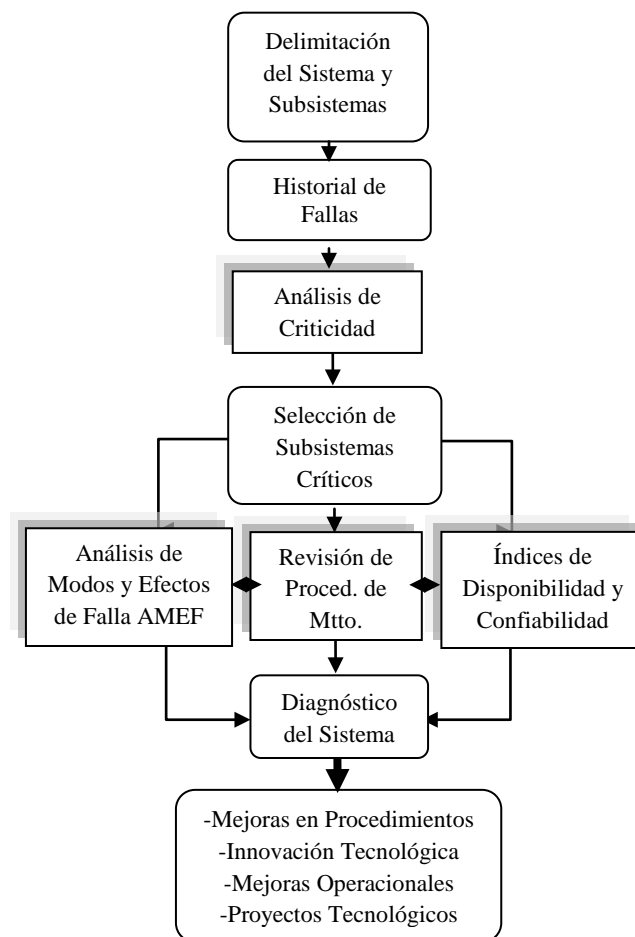 Delimitación
del Sistema y
Subsistemas
Historial de
Fallas
Análisis de
Criticidad
Selección de
Subsistemas
Críticos
Análisis de
Modos y Efectos
de Falla AMEF
Revisión de
Proced. de
Mtto.
Índices de
Disponibilidad y
Confiabilidad
Diagnóstico
del Sistema
-Mejoras en Procedimientos
-Innovación Tecnológica
-Mejoras Operacionales
-Proyectos Tecnológicos